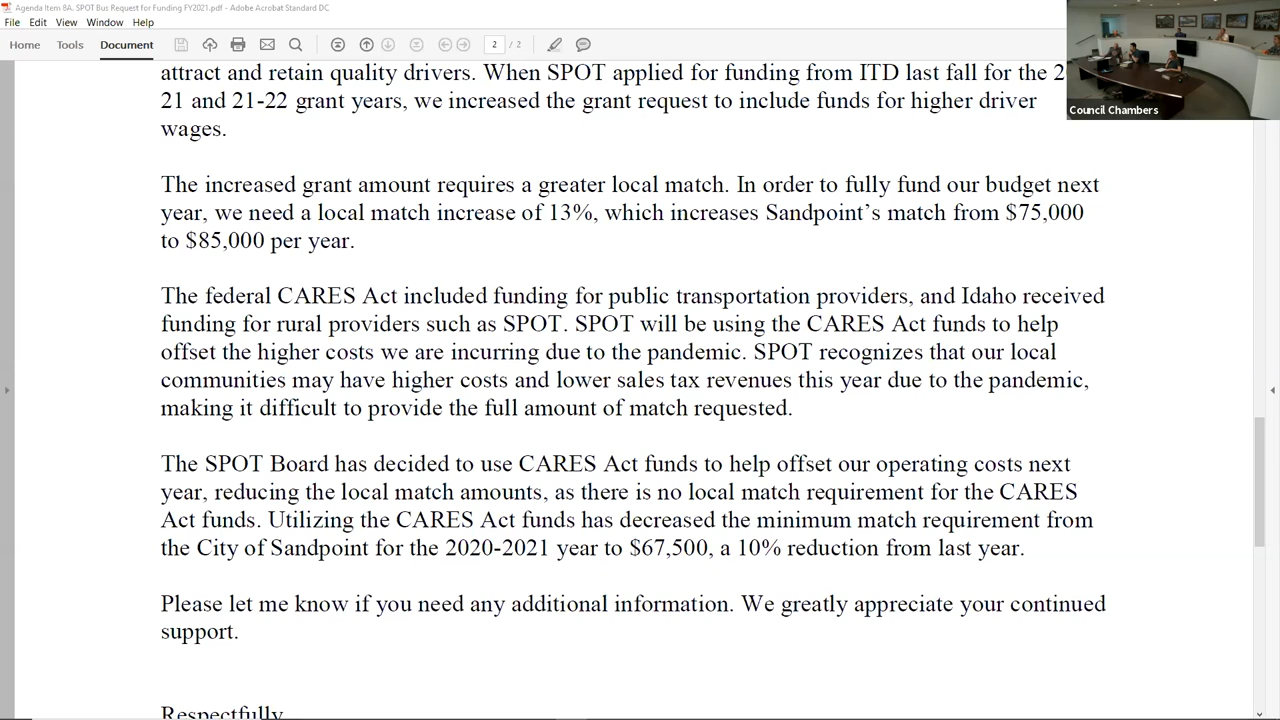 Agenda Item 8A. SPOT Bus Request for Funding FY2021.pdf - Adobe Acrobat Standard DC
File Edit View Window Help
Home Tools Document 2 / 2
Council Chambers
attract and retain quality drivers. When SPOT applied for funding from ITD last fall for the
21 and 21-22 grant years, we increased the grant request to include funds for higher driver
wages.
The increased grant amount requires a greater local match. In order to fully fund our budget next
year, we need a local match increase of 13%, which increases Sandpoint’s match from $75,000
to $85,000 per year.
The federal CARES Act included funding for public transportation providers, and Idaho received
funding for rural providers such as SPOT. SPOT will be using the CARES Act funds to help
offset the higher costs we are incurring due to the pandemic. SPOT recognizes that our local
communities may have higher costs and lower sales tax revenues this year due to the pandemic,
making it difficult to provide the full amount of match requested.
The SPOT Board has decided to use CARES Act funds to help offset our operating costs next
year, reducing the local match amounts, as there is no local match requirement for the CARES
Act funds. Utilizing the CARES Act funds has decreased the minimum match requirement from
the City of Sandpoint for the 2020-2021 year to $67,500, a 10% reduction from last year.
Please let me know if you need any additional information. We greatly appreciate your continued
support.
Respectfully